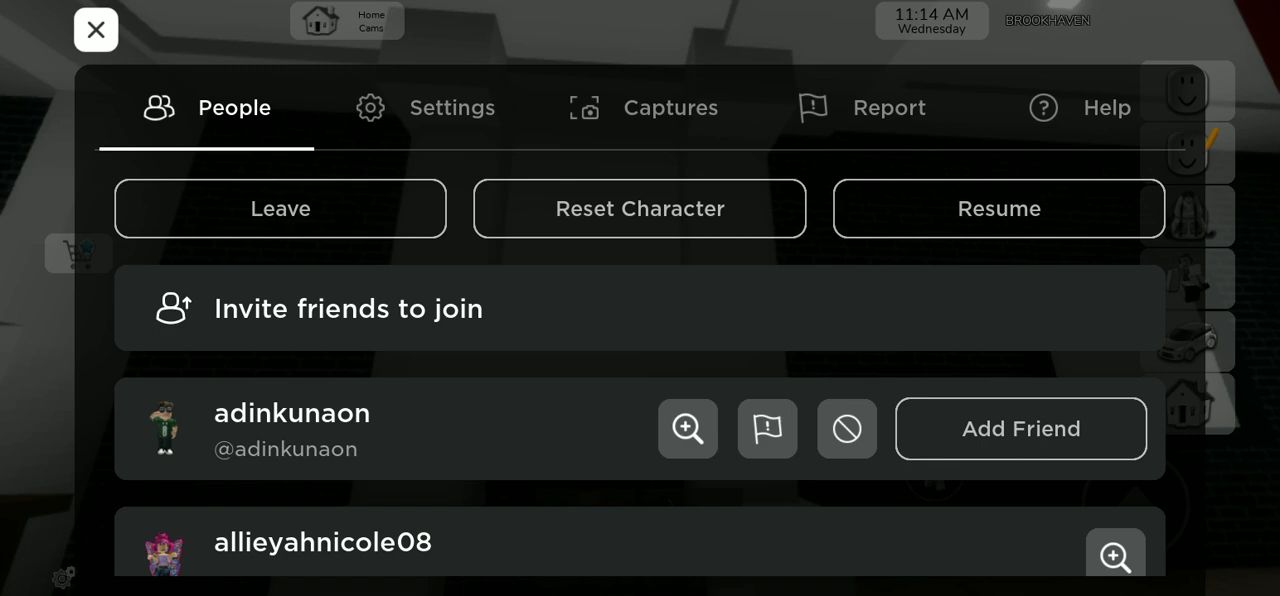 Home
Cams
11:14 AM
Wednesday
BROOKHAVEN
People
Settings
Captures
Report
Help
Leave
Reset Character
Resume
Invite friends to join
adinkunaon
@adinkunaon
Add Friend
allieyahnicole08